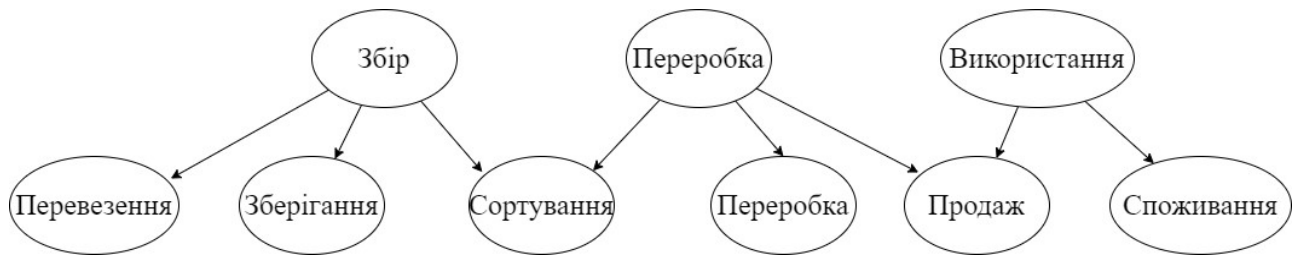 Збір
Переробка
Використання
Перевезення
Зберігання
Сортування
Переробка
Продаж
Споживання